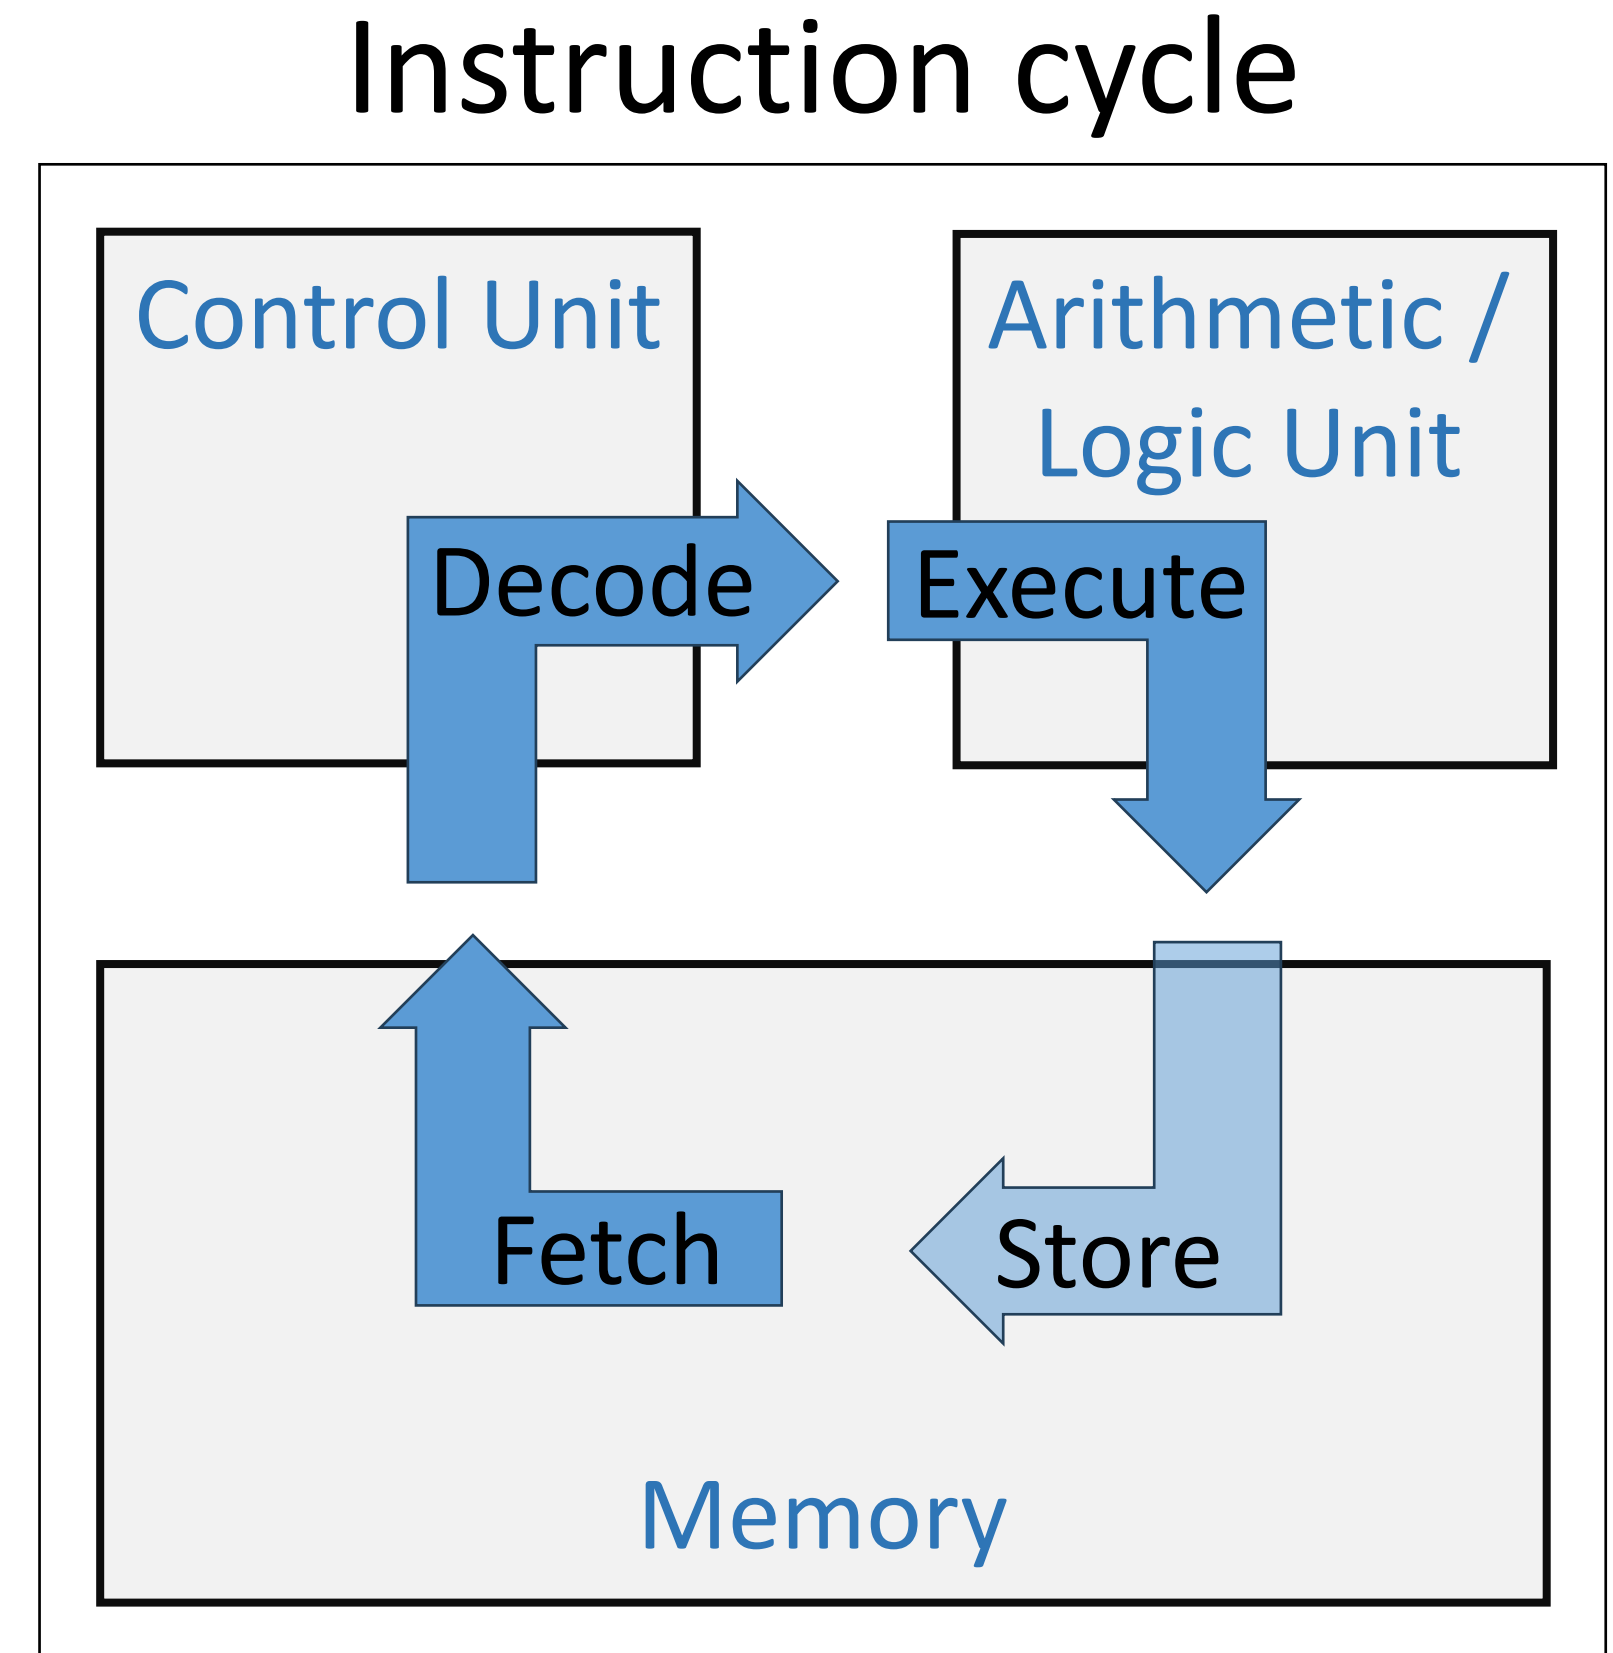 Instruction cycle
Control Unit
Arithmetic /
Logic Unit
Decode
Execute
Fetch
Store
Memory